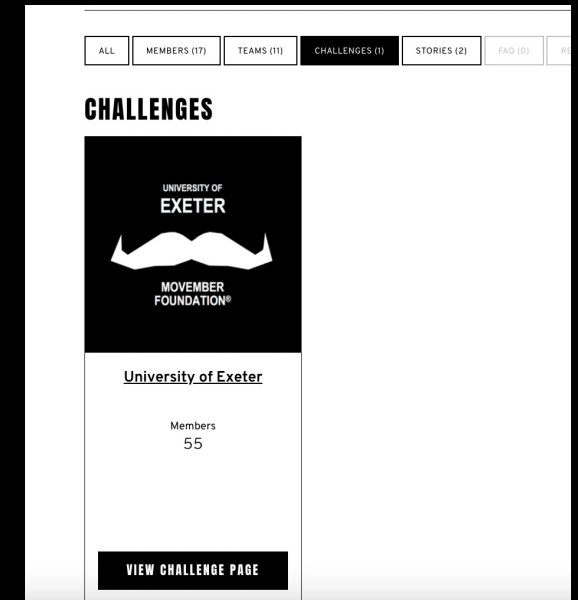 ALL
MEMBERS (17)
TEAMS (11)
CHALLENGES (1)
STORIES (2)
FAQ (0)
RE
CHALLENGES
UNIVERSITY OF
EXETER
MOVEMBER
FOUNDATION®
University of Exeter
Members
55
VIEW CHALLENGE PAGE